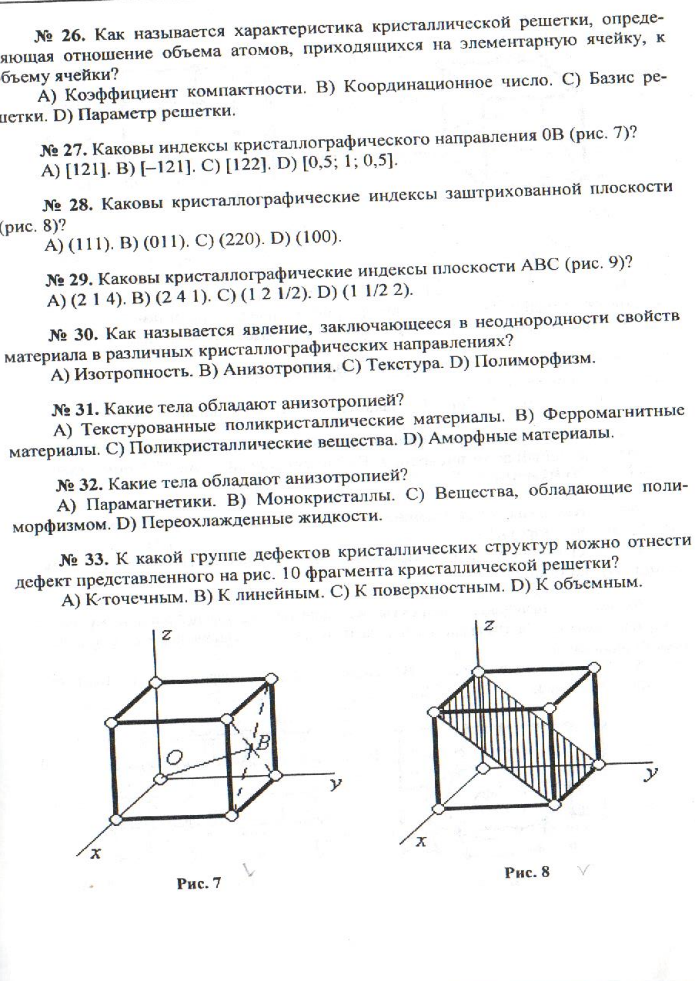 № 26. Как называется характеристика кристаллической решетки, опреде-
яющая отношение объема атомов, приходящихся на элементарную ячейку, к
бъему ячейки?
А) Коэффициент компактности. В) Координационное число. С) Базис ре-
шетки. D) Параметр решетки.
№ 27. Каковы индексы кристаллографического направления 0В (рис. 7)?
А) [121]. В) [–121]. С) [122]. D) [0,5; 1; 0,5].
№ 28. Каковы кристаллографические индексы заштрихованной плоскости
(рис. 8)?
А) (111). В) (011). С) (220). D) (100).
№ 29. Каковы кристаллографические индексы плоскости АВС (рис. 9)?
А) (2 1 4). В) (2 4 1). С) (1 2 1/2). D) (1 1/2 2).
№ 30. Как называется явление, заключающееся в неоднородности свойств
материала в различных кристаллографических направлениях?
А) Изотропность. В) Анизотропия. С) Текстура. D) Полиморфизм.
№ 31. Какие тела обладают анизотропией?
А) Текстурованные поликристаллические материалы. В) Ферромагнитные
материалы. С) Поликристаллические вещества. D) Аморфные материалы.
№ 32. Какие тела обладают анизотропией?
А) Парамагнетики. В) Монокристаллы. С) Вещества, обладающие поли-
морфизмом. D) Переохлажденные жидкости.
№ 33. К какой группе дефектов кристаллических структур можно отнести
дефект представленного на рис. 10 фрагмента кристаллической решетки?
А) К точечным. В) К линейным. С) К поверхностным. D) К объемным.
z
O
B
y
x
Рис. 7
z
y
x
Рис. 8